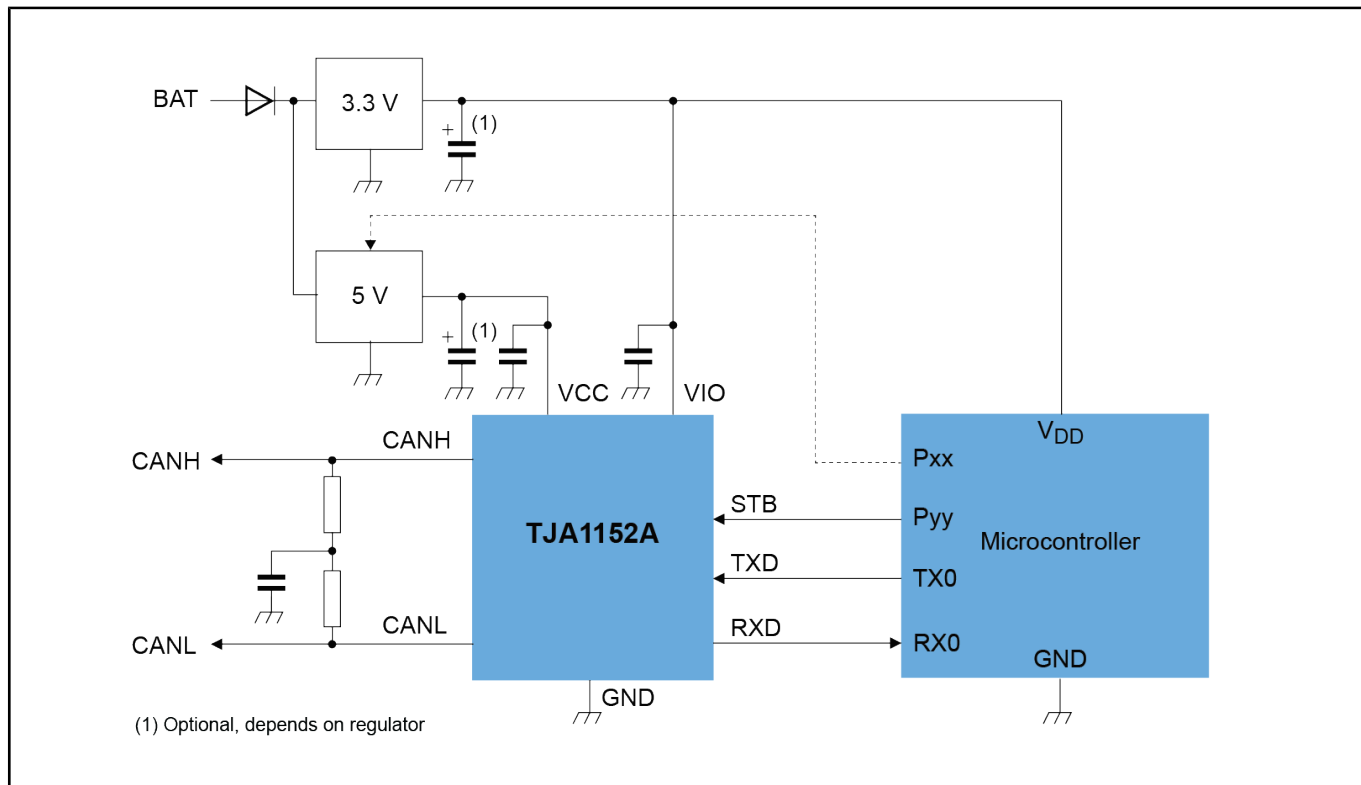 BAT
3.3 V
+
(1)
5 V
+
(1)
VCC
VIO
CANH
CANH
VDD
Pxx
STB
Pyy
TJA1152A
Microcontroller
TXD
TX0
CANL
CANL
RXD
RX0
GND
GND
(1) Optional, depends on regulator